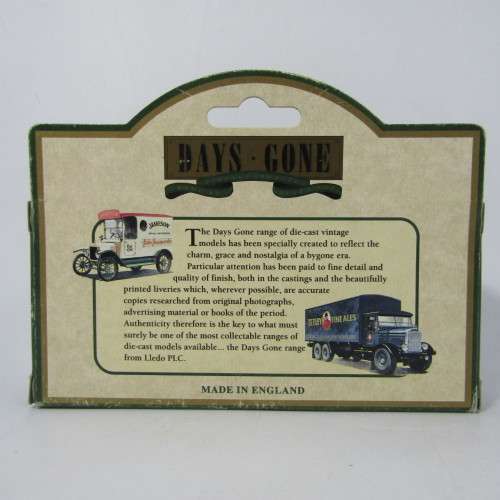 DAYS · GONE
JAMESON
The Days Gone range of die-cast vintage
models has been specially created to reflect the
charm, grace and nostalgia of a bygone era.
Particular attention has been paid to fine detail and
quality of finish, both in the castings and the beautifully
printed liveries which, wherever possible, are accurate
copies researched from original photographs,
advertising material or books of the period.
Authenticity therefore is the key to what must
surely be one of the most collectable ranges of
die-cast models available... the Days Gone range
from Lledo PLC.
TETLEY FINE ALES
MADE IN ENGLAND